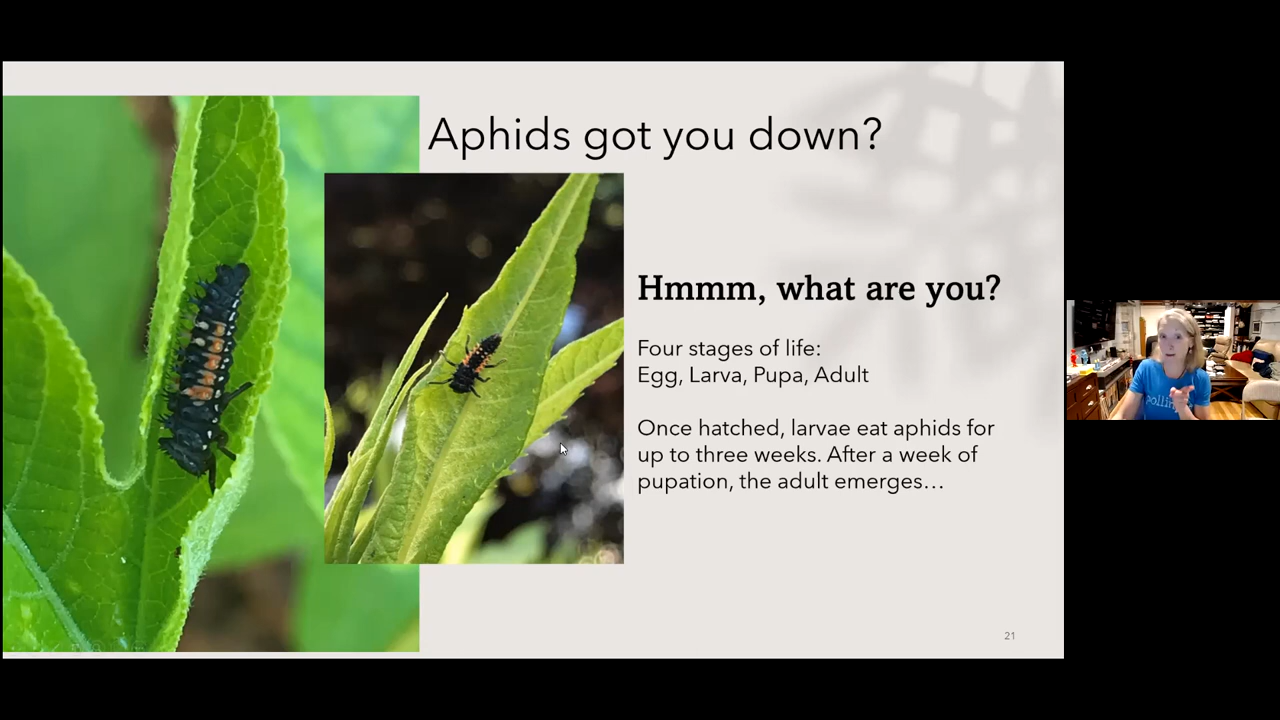 Aphids got you down?
Hmmm, what are you?
Four stages of life:
Egg, Larva, Pupa, Adult
Once hatched, larvae eat aphids for
up to three weeks. After a week of
pupation, the adult emerges…
21